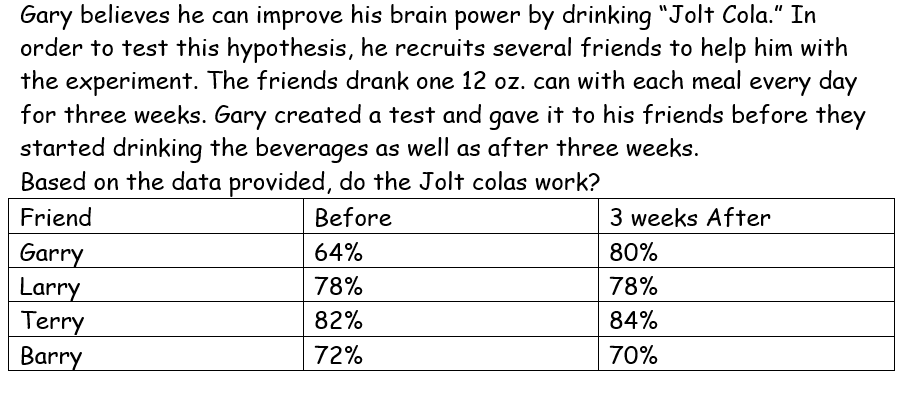 Gary believes he can improve his brain power by drinking “Jolt Cola.” In
order to test this hypothesis, he recruits several friends to help him with
the experiment. The friends drank one 12 oz. can with each meal every day
for three weeks. Gary created a test and gave it to his friends before they
started drinking the beverages as well as after three weeks.
Based on the data provided, do the Jolt colas work?
Friend Before 3 weeks After
Garry 64% 80%
Larry 78% 78%
Terry 82% 84%
Barry 72% 70%